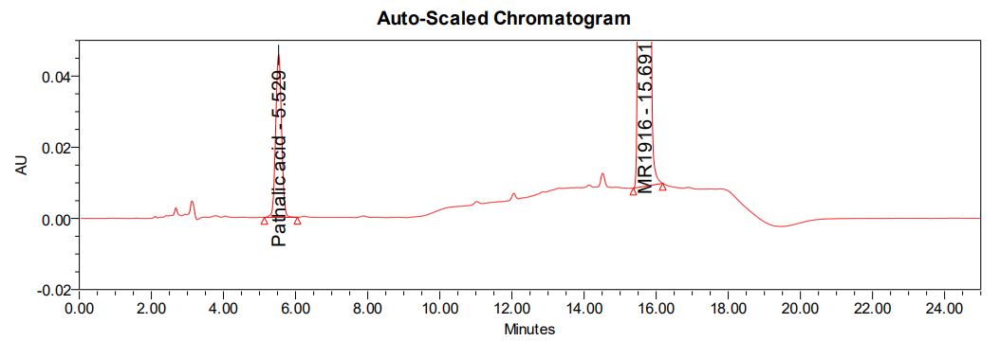 Auto-Scaled Chromatogram
AU
0.04
0.02
0.00
-0.02
Pathalic acid - 5.529
MR1916 - 15.691
0.00 2.00 4.00 6.00 8.00 10.00 12.00 14.00 16.00 18.00 20.00 22.00 24.00
Minutes